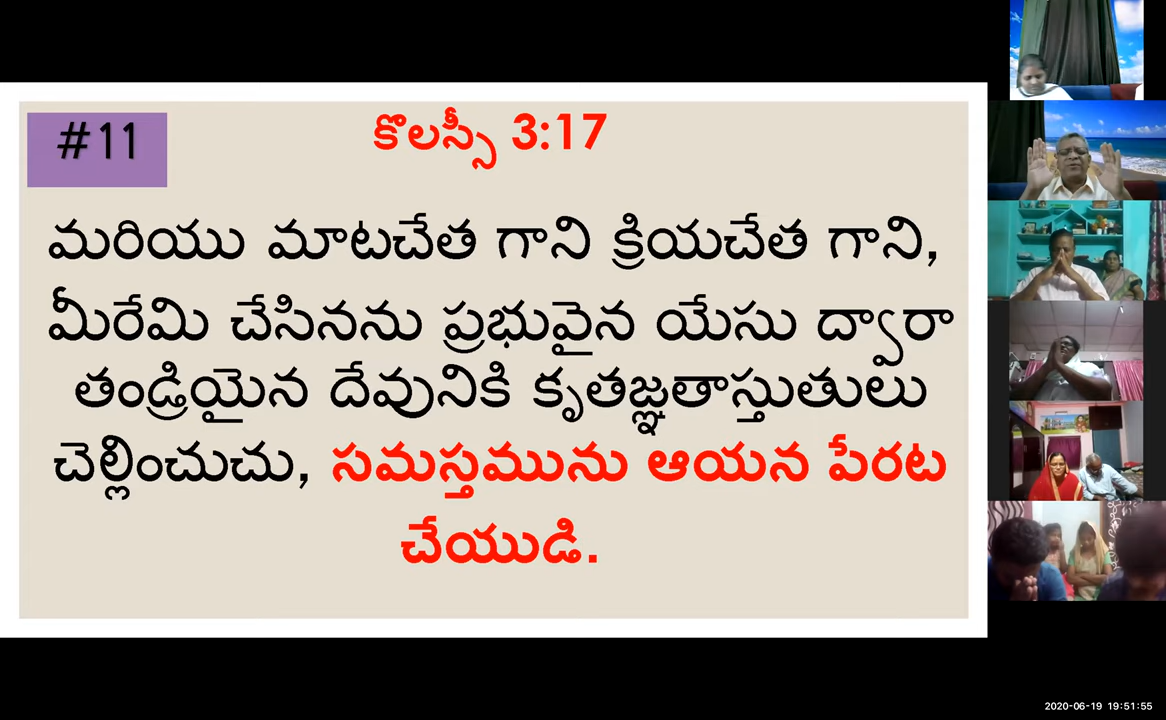 #11
కొలస్సీ 3:17
మరియు మాటచేత గాని క్రియచేత గాని,
మీరేమి చేసినను ప్రభువైన యేసు ద్వారా
తండ్రియైన దేవునికి కృతజ్ఞతాస్తుతులు
చెల్లించుచు, సమస్తమును ఆయన పేరట
చేయుడి.
2020-06-19 19:51:55